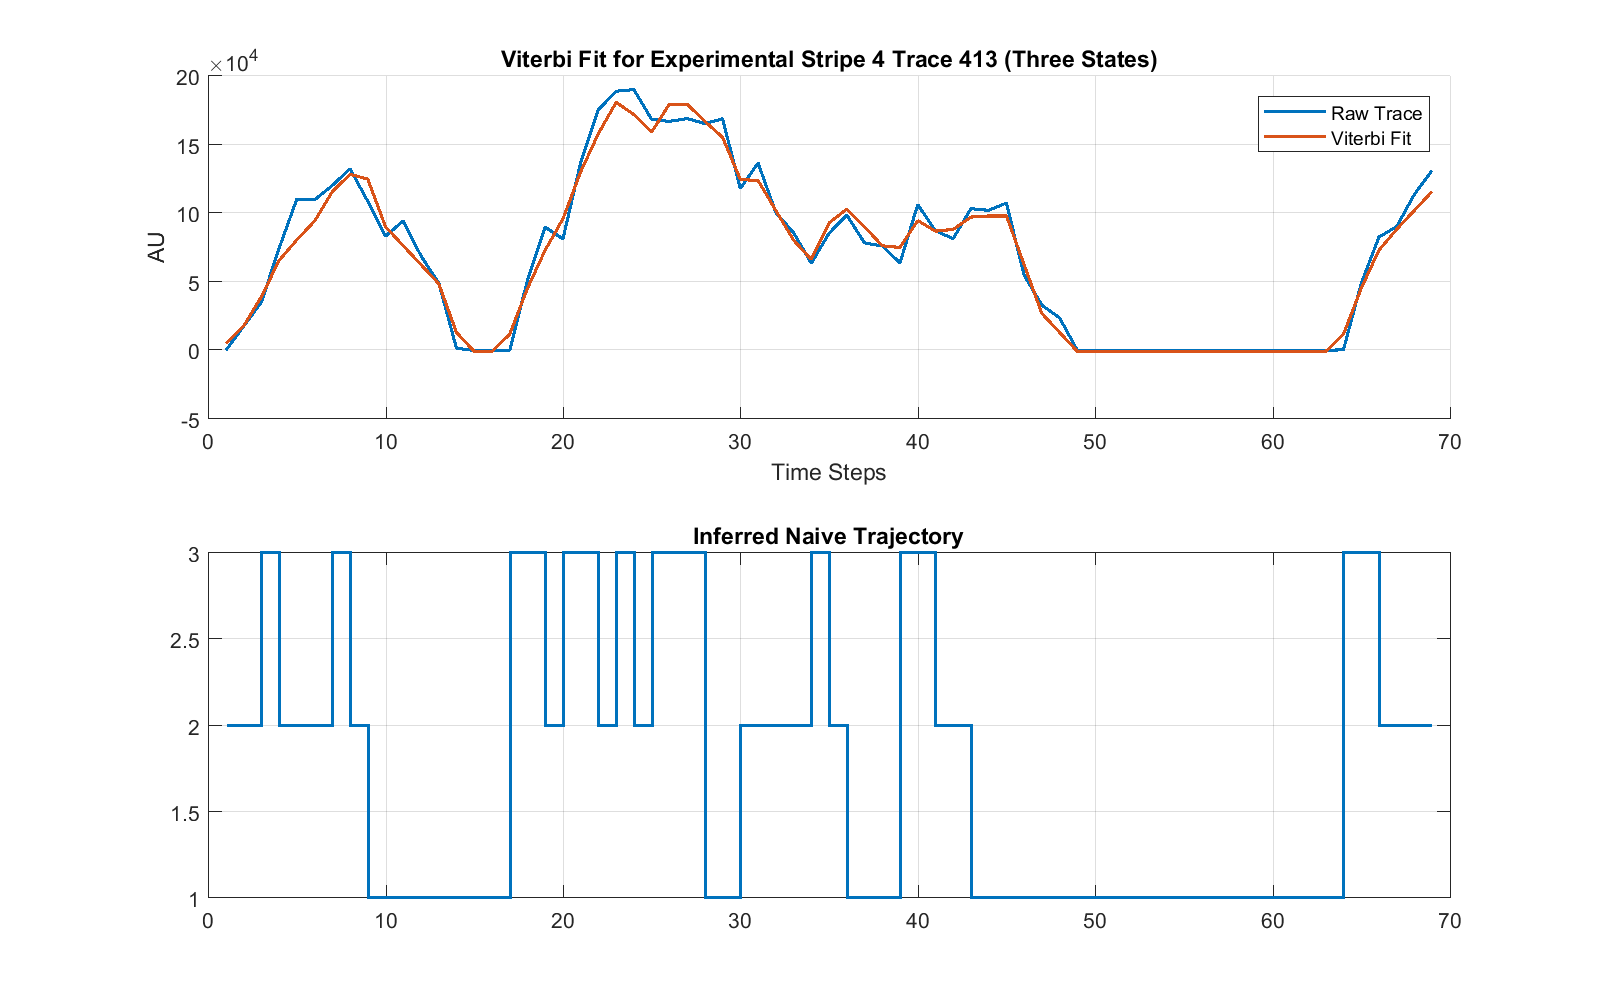 Viterbi Fit for Experimental Stripe 4 Trace 413 (Three States)
×10⁴
20
15
10
5
0
-5
AU
Raw Trace
Viterbi Fit
0 10 20 30 40 50 60 70
Time Steps
Inferred Naive Trajectory
3
2.5
2
1.5
1
0 10 20 30 40 50 60 70